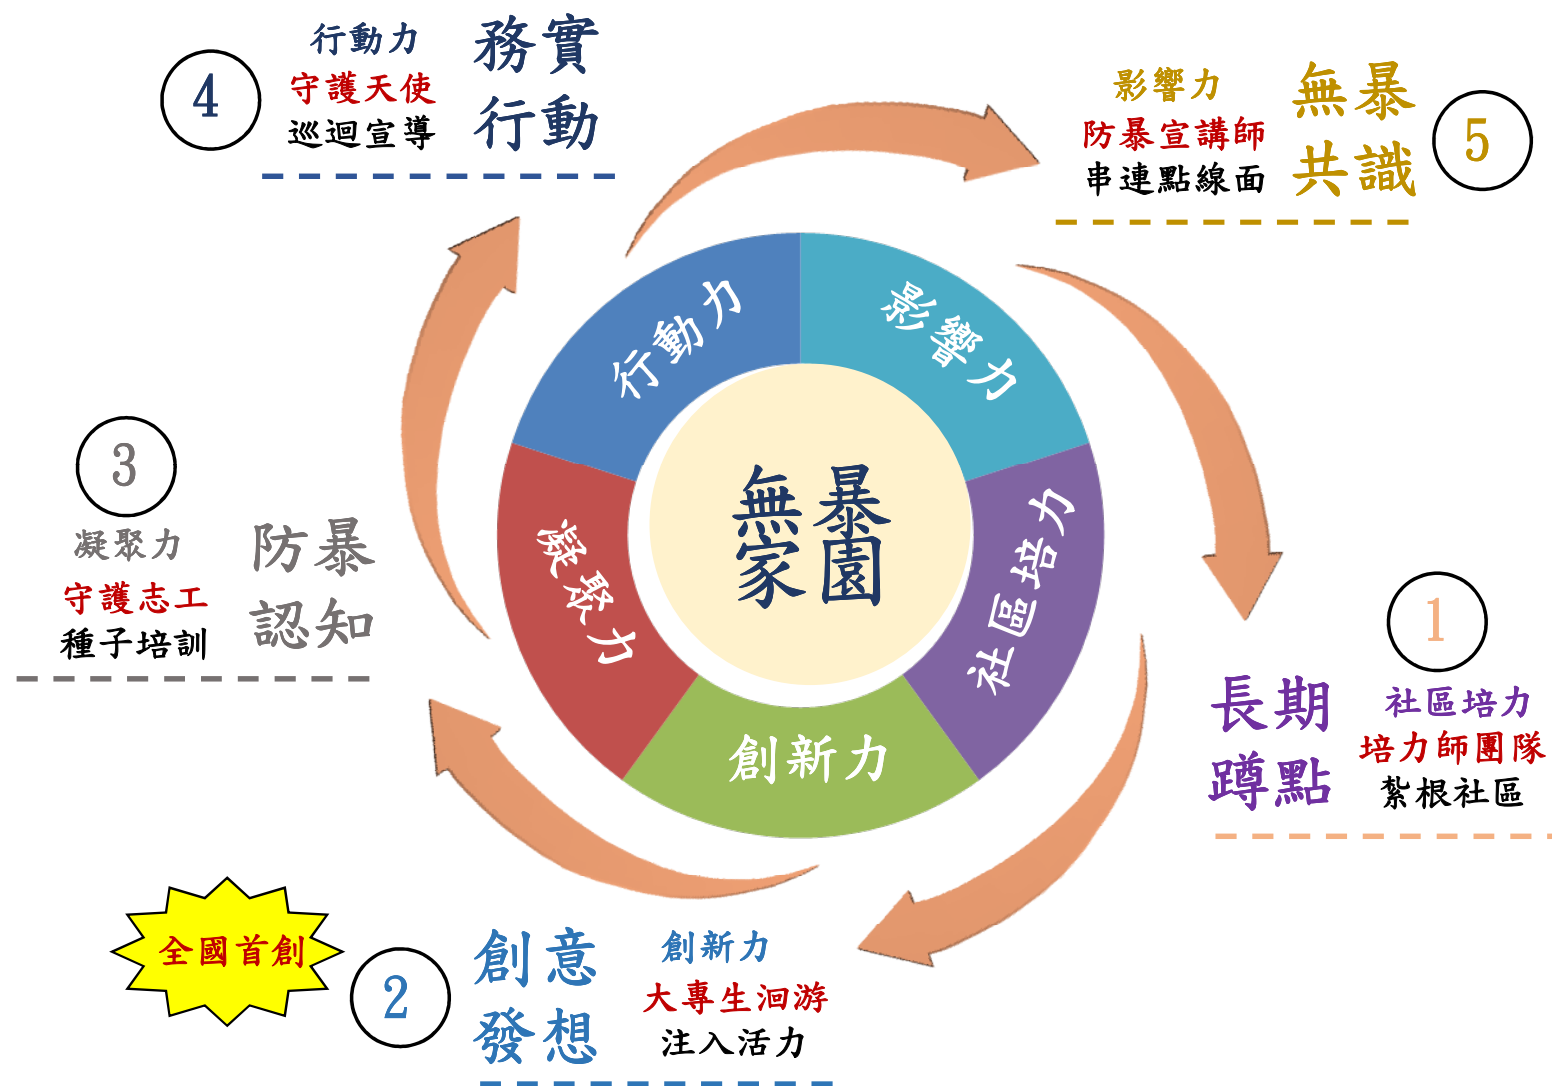 4
行動力
守護天使
巡迴宣導
務實
行動
影響力
防暴宣講師
串連點線面
無暴
共識
5
行動力
影響力
凝聚力
社區培力
創新力
無暴
家園
3
凝聚力
守護志工
種子培訓
防暴
認知
1
長期
蹲點
社區培力
培力師團隊
紮根社區
全國首創
2
創意
發想
創新力
大專生洄游
注入活力